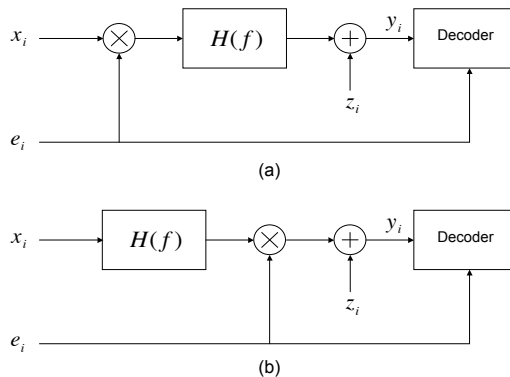 x_i H(f) y_i Decoder
z_i
e_i
(a)
x_i H(f) y_i Decoder
z_i
e_i
(b)